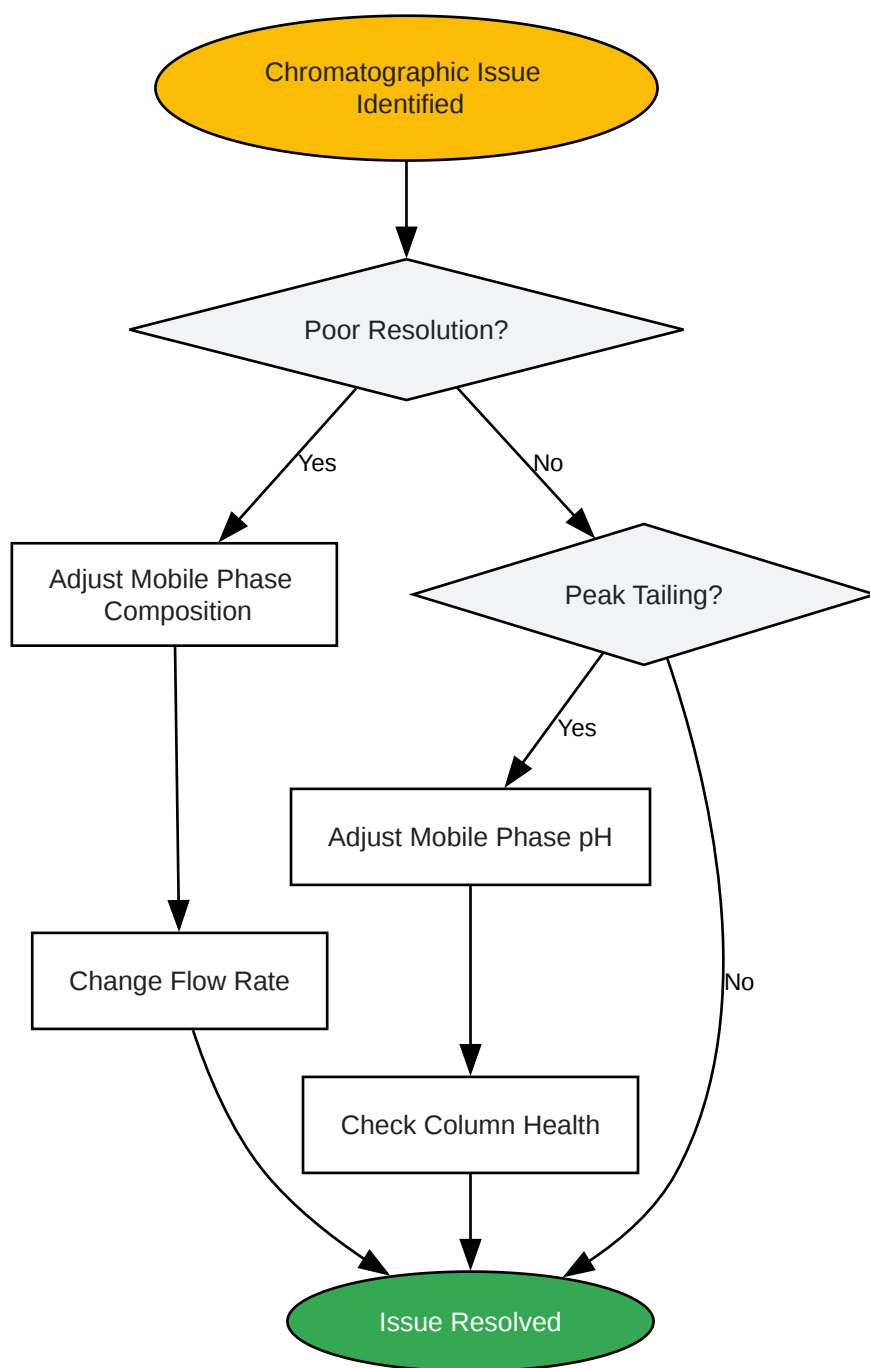 Chromatographic Issue
Identified
Poor Resolution?
Yes
No
Adjust Mobile Phase
Composition
Peak Tailing?
Yes
Adjust Mobile Phase pH
Change Flow Rate
No
Check Column Health
Issue Resolved